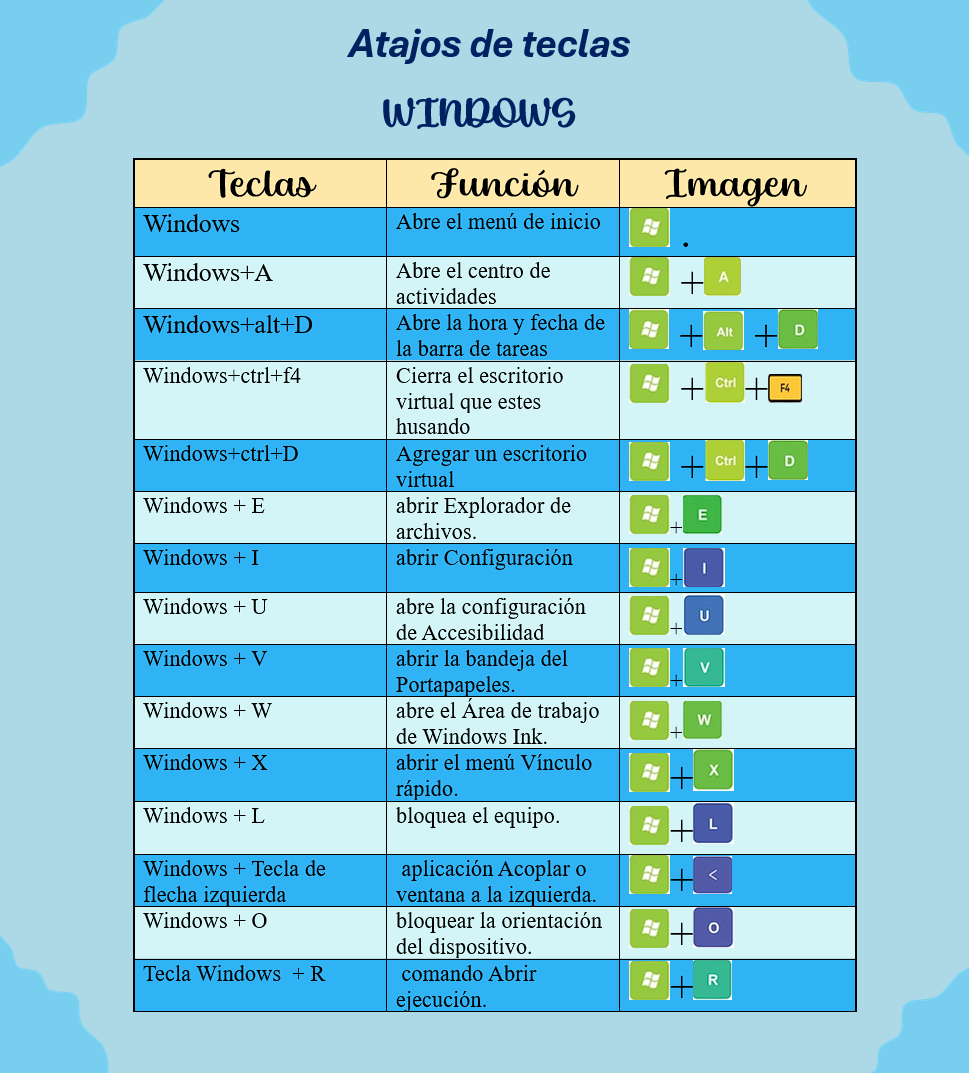 Atajos de teclas
WINDOWS
Teclas Función Imagen
Windows Abre el menú de inicio .
Windows+A Abre el centro de + A
actividades
Windows+alt+D Abre la hora y fecha de + Alt + D
la barra de tareas
Windows+ctrl+f4 Cierra el escritorio + Ctrl + F4
virtual que estes
husando
Windows+ctrl+D Agregar un escritorio + Ctrl + D
virtual
Windows + E abrir Explorador de + E
archivos.
Windows + I abrir Configuración + I
Windows + U abre la configuración + U
de Accesibilidad
Windows + V abrir la bandeja del + V
Portapapeles.
Windows + W abre el Área de trabajo + W
de Windows Ink.
Windows + X abrir el menú Vínculo + X
rápido.
Windows + L bloquea el equipo. + L
Windows + Tecla de aplicación Acoplar o + <
flecha izquierda ventana a la izquierda.
Windows + O bloquear la orientación + O
del dispositivo.
Tecla Windows + R comando Abrir + R
ejecución.